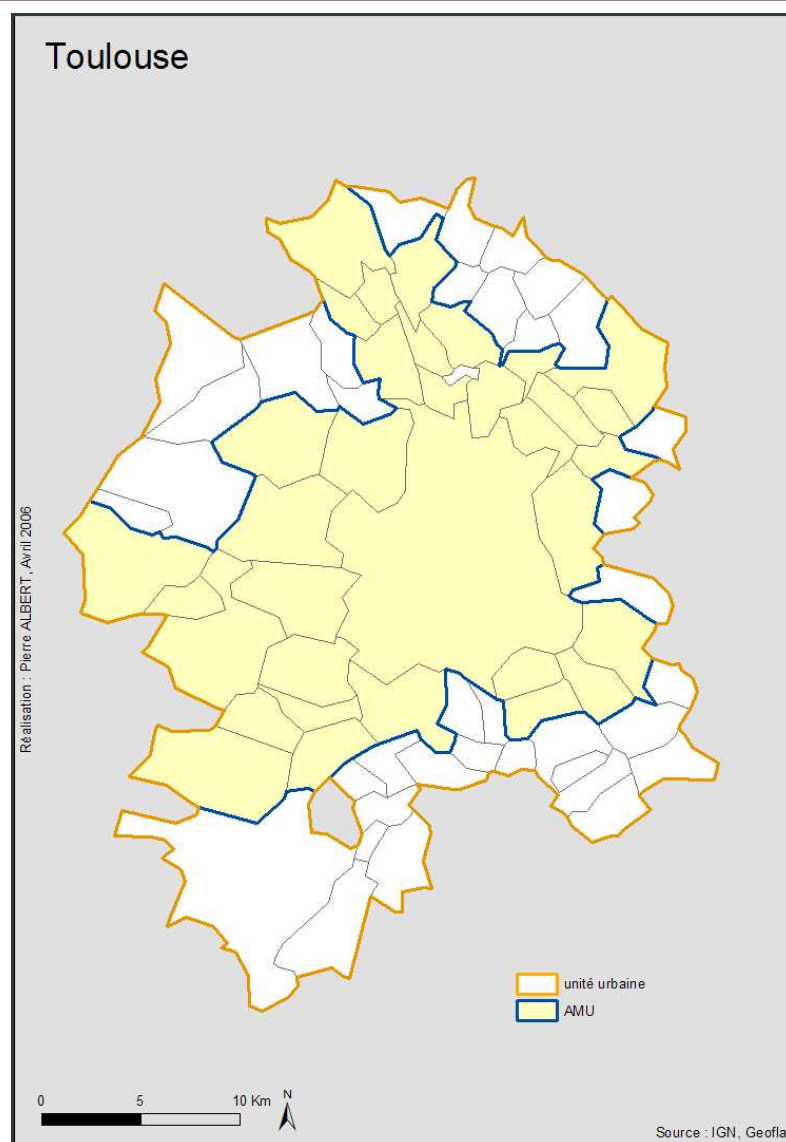 Toulouse
Réalisation : Pierre ALBERT, Avril 2006
unité urbaine
AMU
0 5 10 Km
N
Source : IGN, Geofla